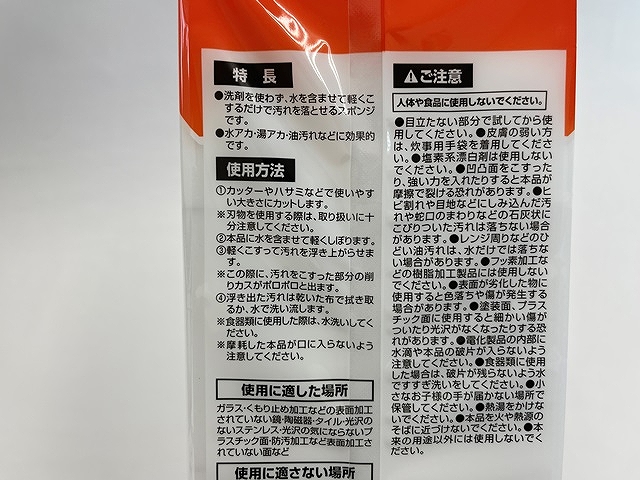 特長
●洗剤を使わず、水を含ませて軽くこ
するだけで汚れを落とせるスポンジ
です。
●水アカ・湯アカ・油汚れなどに効果的
です。
使用方法
①カッターやハサミなどで使いやす
い大きさにカットします。
※刃物を使用する際は、取り扱いに十
分注意してください。
②本品に水を含ませて軽くしぼります。
③軽くこすって汚れを浮き上がらせま
す。
※この際に、汚れをこすった部分の削
りカスがポロポロと出ます。
④浮き出た汚れは乾いた布で拭き取
るか、水で洗い流します。
※食器類に使用した際は、水洗いしてく
ださい。
※摩耗した本品が口に入らないよう
注意してください。
使用に適した場所
ガラス・くもり止め加工などの表面加工
されていない鏡・陶磁器・タイル・光沢の
ないステンレス・光沢の気にならないプ
ラスチック面・防汚加工など表面加工さ
れていない面など
使用に適さない場所
⚠ご注意
人体や食品に使用しないでください。
●目立たない部分で試してから使
用してください。●皮膚の弱い方
は、炊事用手袋を着用してくださ
い。●塩素系漂白剤は使用しない
でください。●凹凸面をこすった
り、強い力を入れたりすると本品が
摩擦で裂ける恐れがあります。●ヒ
ビ割れや目地などにしみ込んだ汚
れや蛇口のまわりなどの石灰状に
こびりついた汚れは落ちない場合
があります。●レンジ周りなどのひ
どい油汚れは、水だけでは落ちな
い場合があります。●フッ素加工な
どの樹脂加工製品には使用しない
でください。●表面が劣化した物に
使用すると色落ちや傷が発生する
場合があります。●塗装面、プラス
チック面に使用すると細かい傷が
ついたり光沢がなくなったりする恐
れがあります。●電化製品の内部に
水滴や本品の破片が入らないよう
注意してください。●食器類に使用
した場合は、破片が残らないよう水
ですすぎ洗いをしてください。●小
さなお子様の手が届かない場所で
保管してください。●熱湯をかけな
いでください。●本品を火や熱源の
そばに近づけないでください。●本
来の用途以外には使用しないでく
ださい。